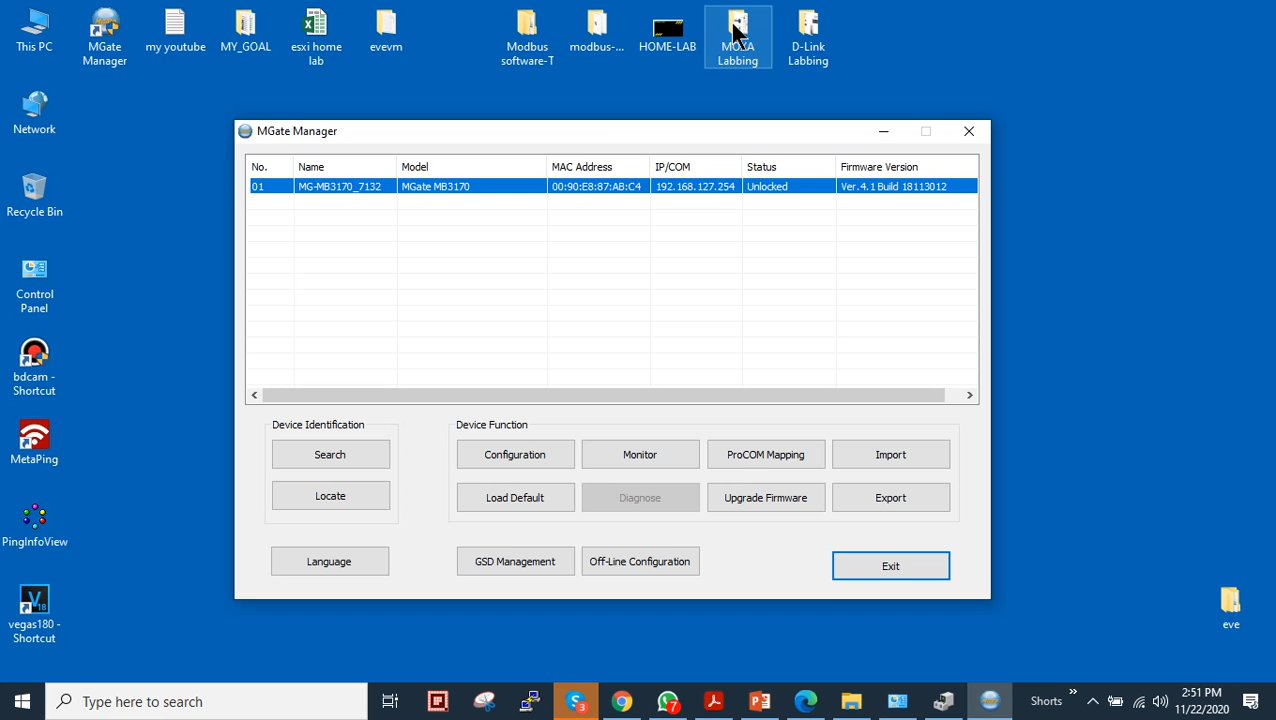 This PC
MGate Manager
my youtube
MY_GOAL
esxi home lab
evevm
Modbus software-T
modbus-...
HOME-LAB
MOXA Labbing
D-Link Labbing
Network
Recycle Bin
Control Panel
bdcam - Shortcut
MetaPing
PingInfoView
vegas180 - Shortcut
eve
MGate Manager
No. Name Model MAC Address IP/COM Status Firmware Version
01 MG-MB3170_7132 MGate MB3170 00:90:E8:87:AB:C4 192.168.127.254 Unlocked Ver.4.1 Build 18113012
Device Identification
Search
Locate
Device Function
Configuration Monitor ProCOM Mapping Import
Load Default Diagnose Upgrade Firmware Export
Language GSD Management Off-Line Configuration Exit
Type here to search
3
7
Shorts
2:51 PM
11/22/2020